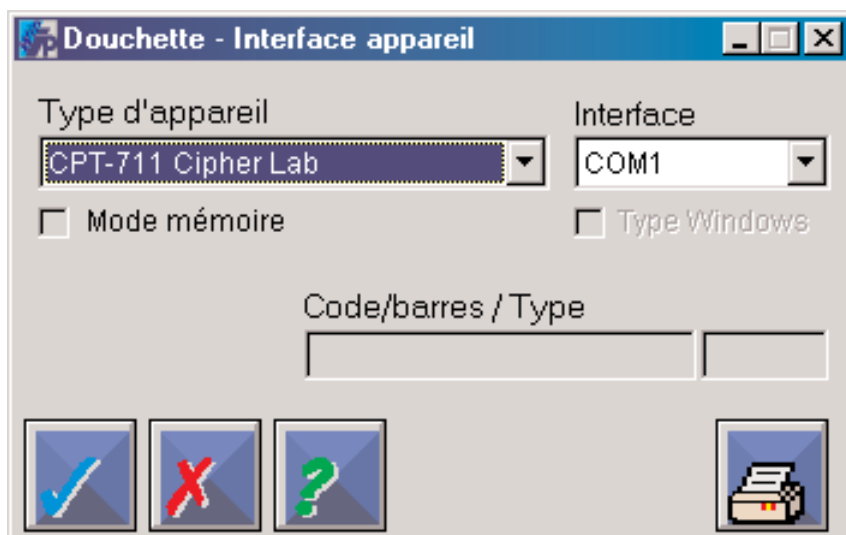 Douchette - Interface appareil
Type d'appareil
Interface
CPT-711 Cipher Lab
COM1
Mode mémoire
Type Windows
Code/barres / Type